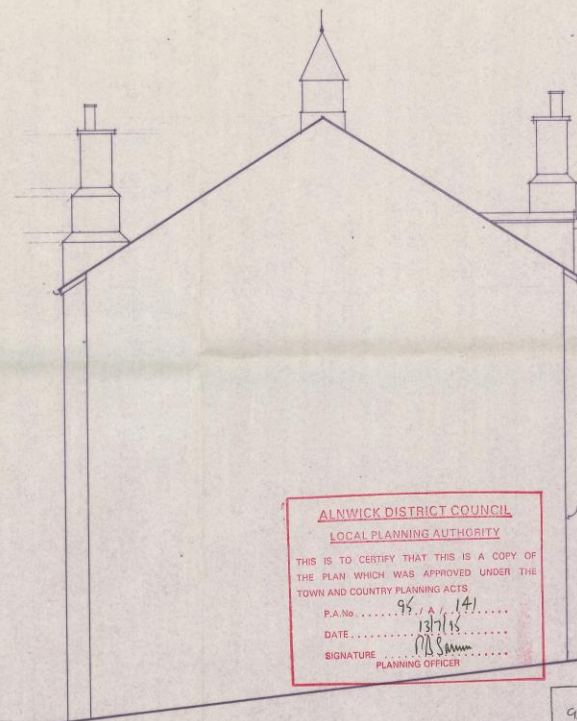 ALNWICK DISTRICT COUNCIL
LOCAL PLANNING AUTHORITY
THIS IS TO CERTIFY THAT THIS IS A COPY OF
THE PLAN WHICH WAS APPROVED UNDER THE
TOWN AND COUNTRY PLANNING ACTS
P.A.No........95./A/.141......
DATE...........13/7/95..........
SIGNATURE
PLANNING OFFICER